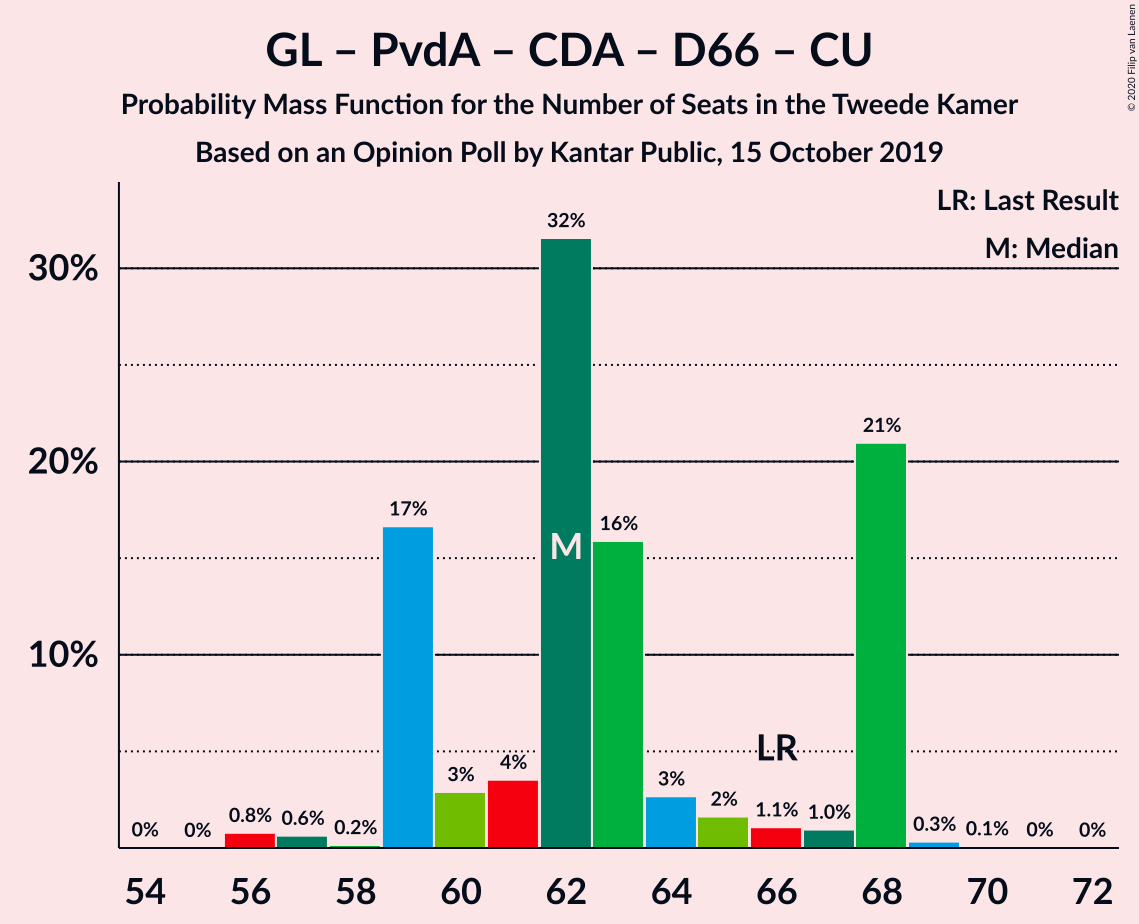 GL – PvdA – CDA – D66 – CU
Probability Mass Function for the Number of Seats in the Tweede Kamer
Based on an Opinion Poll by Kantar Public, 15 October 2019
© 2020 Filip van Laenen
LR: Last Result
M: Median
30%
20%
10%
0%
0%
0.8%
0.6%
0.2%
17%
3%
4%
32%
M
16%
3%
2%
LR
1.1%
1.0%
21%
0.3%
0.1%
0%
0%
54 56 58 60 62 64 66 68 70 72